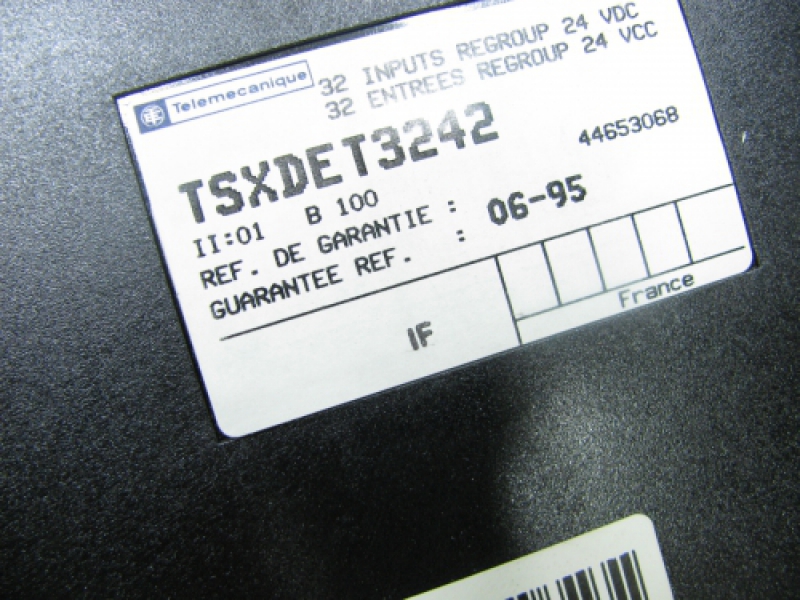 Telemecanique
32 INPUTS REGROUP 24 VDC
32 ENTREES REGROUP 24 VCC
TSXDET3242
44653068
II:01 B 100
REF. DE GARANTIE : 06-95
GUARANTEE REF. :
IF
France